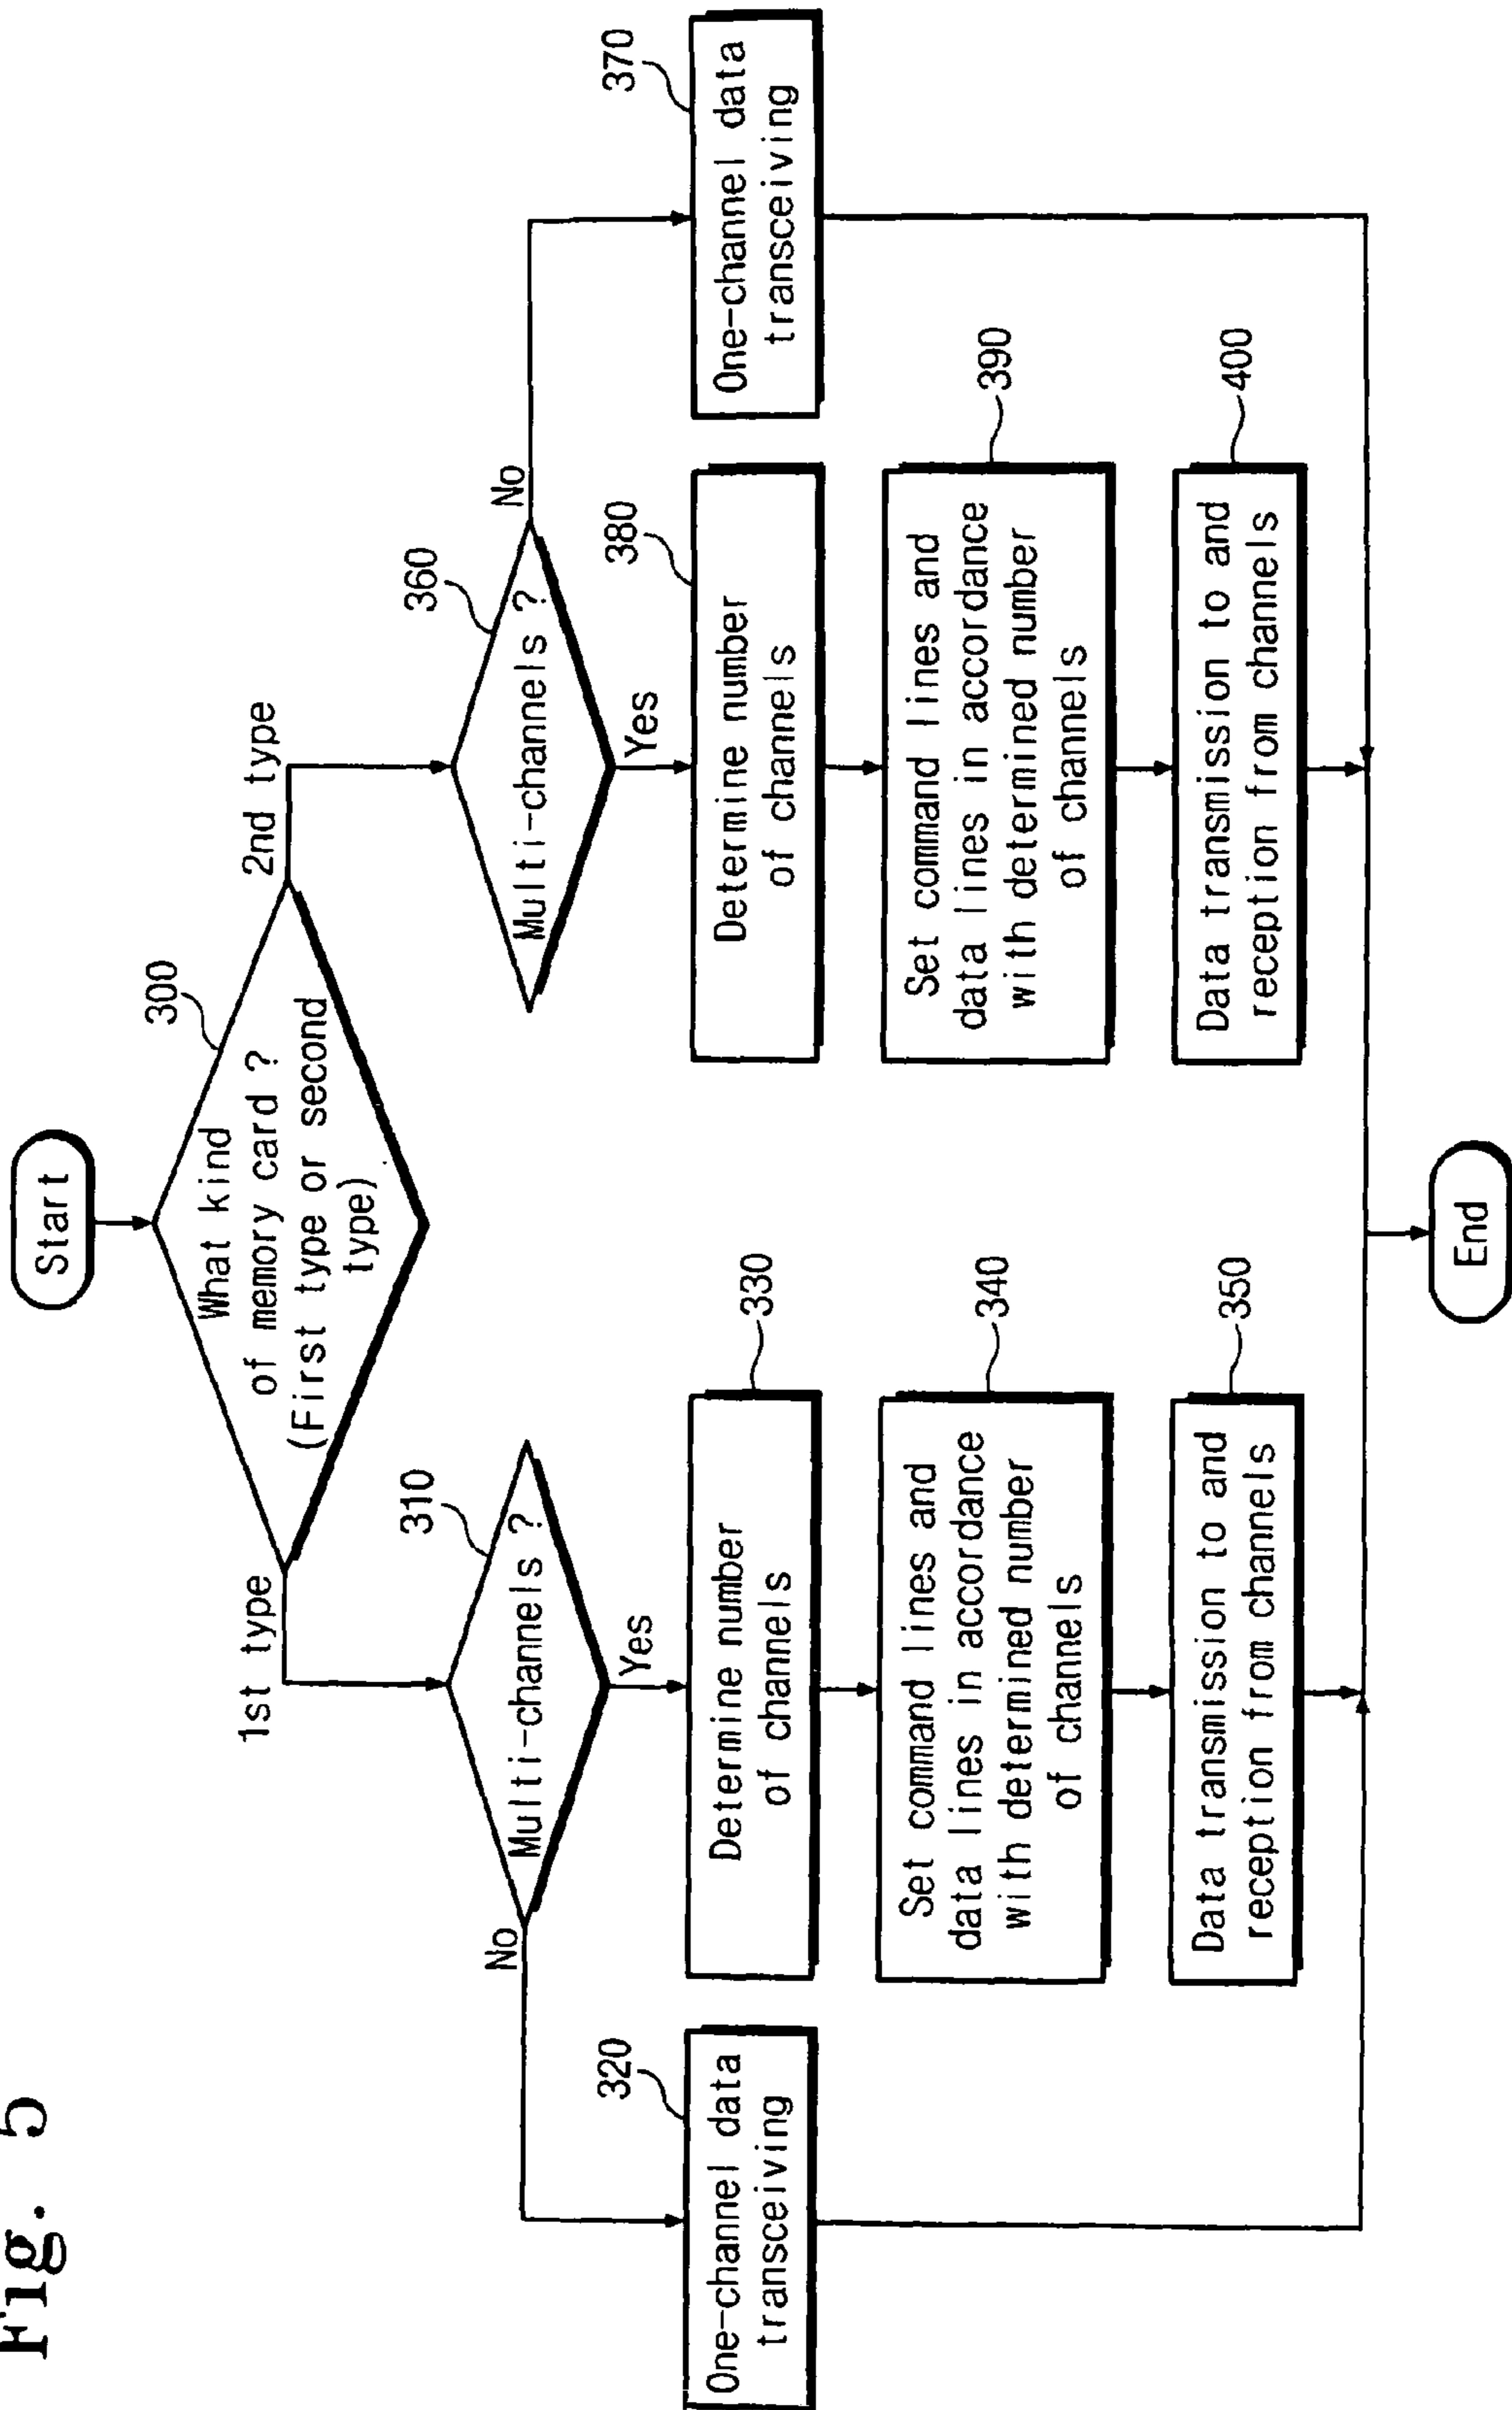 Fig. 5
Start
300
What kind
of memory card ?
(First type or second
type)
1st type
2nd type
310
Multi-channels ?
No
Yes
360
Multi-channels ?
No
Yes
320
One-channel data
transceiving
330
Determine number
of channels
380
Determine number
of channels
370
One-channel data
transceiving
340
Set command lines and
data lines in accordance
with determined number
of channels
390
Set command lines and
data lines in accordance
with determined number
of channels
350
Data transmission to and
reception from channels
400
Data transmission to and
reception from channels
End